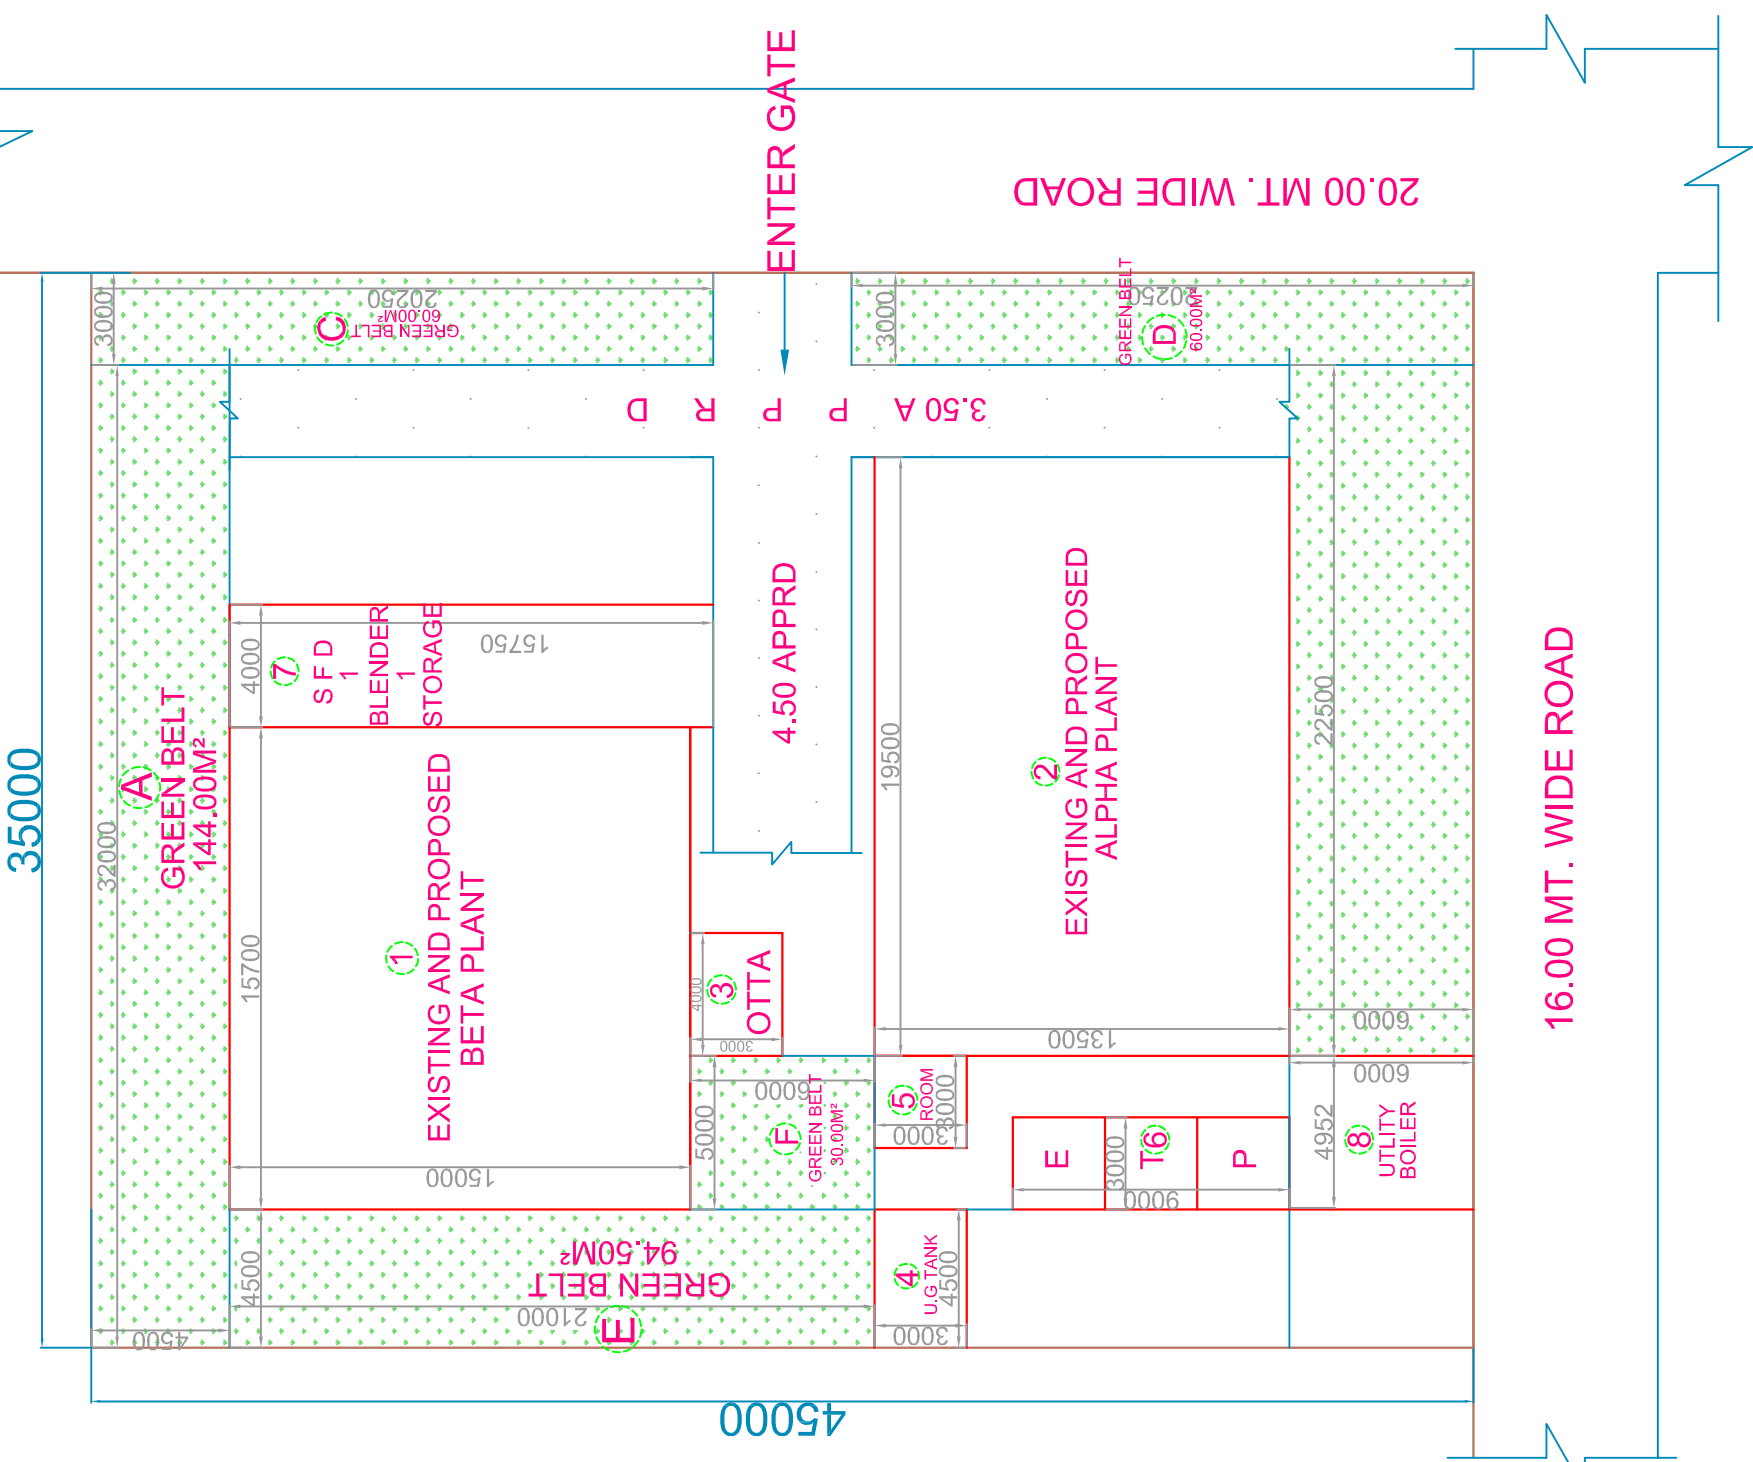 ENTER GATE
20.00 MT. WIDE ROAD
3000
20250
C
GREEN BELT
60.00M²
3000
20250
GREEN BELT
D
60.00M²
3.50 A P P R D
35000
32000
A
GREEN BELT
144.00M²
4500
4000
7
S F D
1
BLENDER
1
STORAGE
15750
4.50 APPRD
15700
1
EXISTING AND PROPOSED
BETA PLANT
15000
4000
3
OTTA
3000
19500
2
EXISTING AND PROPOSED
ALPHA PLANT
13500
22500
6000
16.00 MT. WIDE ROAD
6000
5000
F
GREEN BELT
30.00M²
5
ROOM
3000
3000
E
T6
P
3000
9000
6000
4952
8
UTILITY
BOILER
4500
94.50M²
GREEN BELT
21000
E
4
U.G TANK
4500
3000
45000